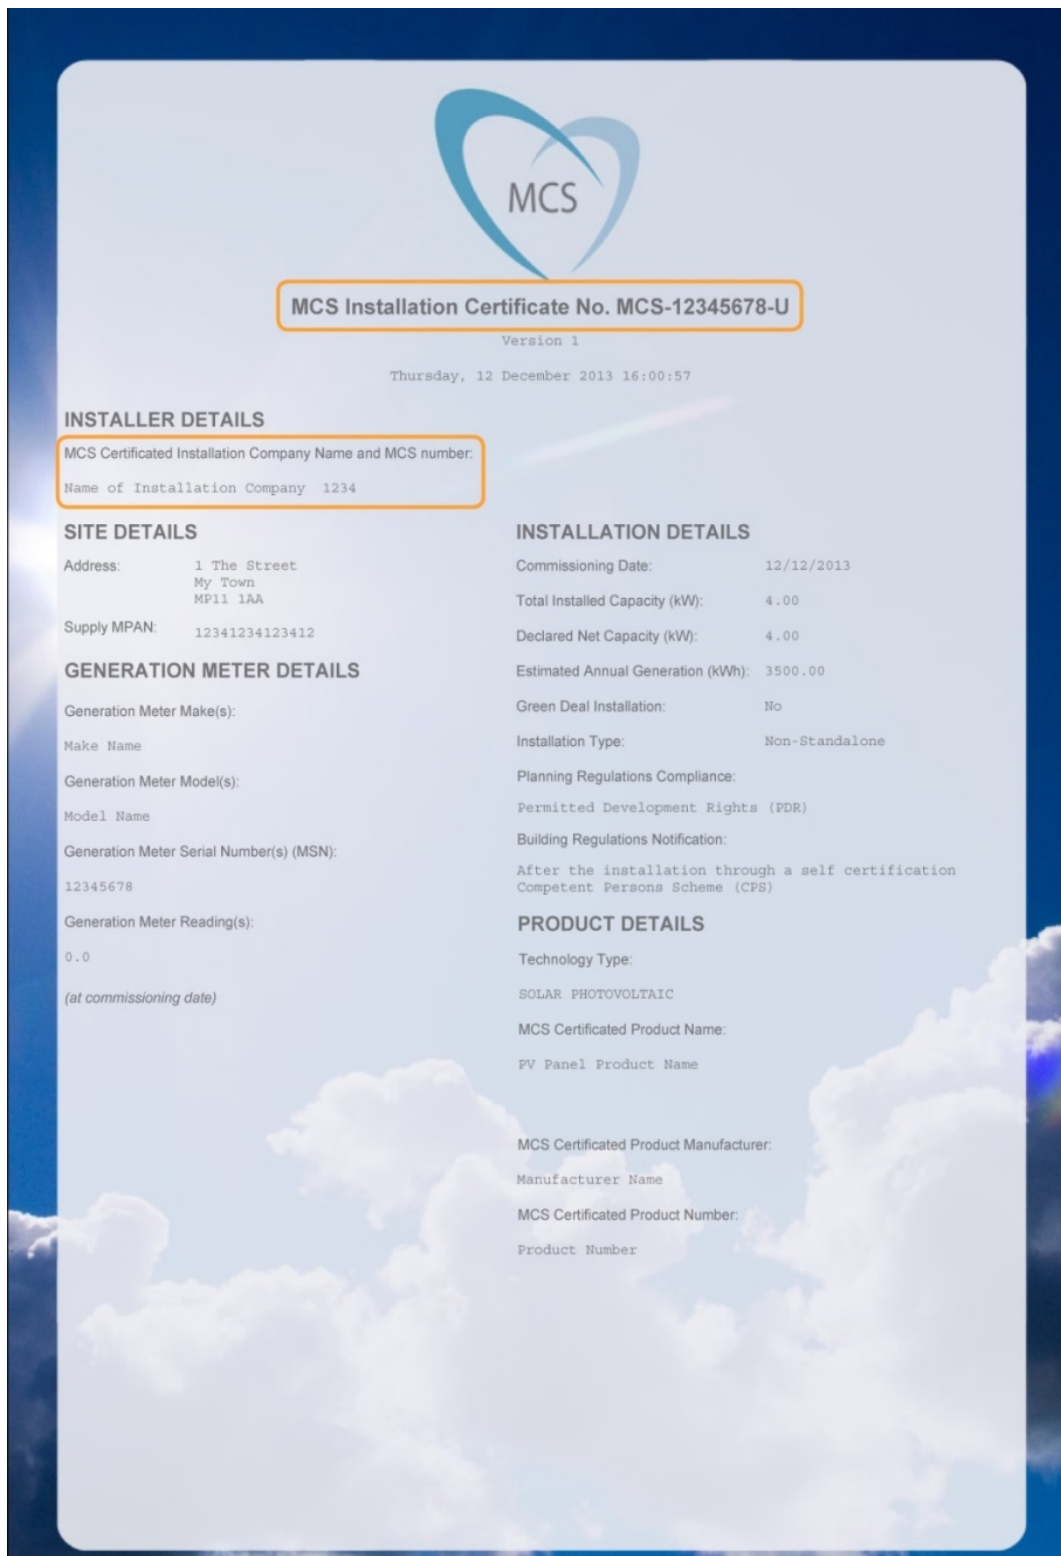 MCS
MCS Installation Certificate No. MCS-12345678-U
Version 1
Thursday, 12 December 2013 16:00:57
INSTALLER DETAILS
MCS Certificated Installation Company Name and MCS number:
Name of Installation Company 1234
SITE DETAILS
Address:
1 The Street
My Town
MP11 1AA
Supply MPAN: 12341234123412
GENERATION METER DETAILS
Generation Meter Make(s):
Make Name
Generation Meter Model(s):
Model Name
Generation Meter Serial Number(s) (MSN):
12345678
Generation Meter Reading(s):
0.0
(at commissioning date)
INSTALLATION DETAILS
Commissioning Date: 12/12/2013
Total Installed Capacity (kW): 4.00
Declared Net Capacity (kW): 4.00
Estimated Annual Generation (kWh): 3500.00
Green Deal Installation: No
Installation Type: Non-Standalone
Planning Regulations Compliance:
Permitted Development Rights (PDR)
Building Regulations Notification:
After the installation through a self certification
Competent Persons Scheme (CPS)
PRODUCT DETAILS
Technology Type:
SOLAR PHOTOVOLTAIC
MCS Certificated Product Name:
PV Panel Product Name
MCS Certificated Product Manufacturer:
Manufacturer Name
MCS Certificated Product Number:
Product Number